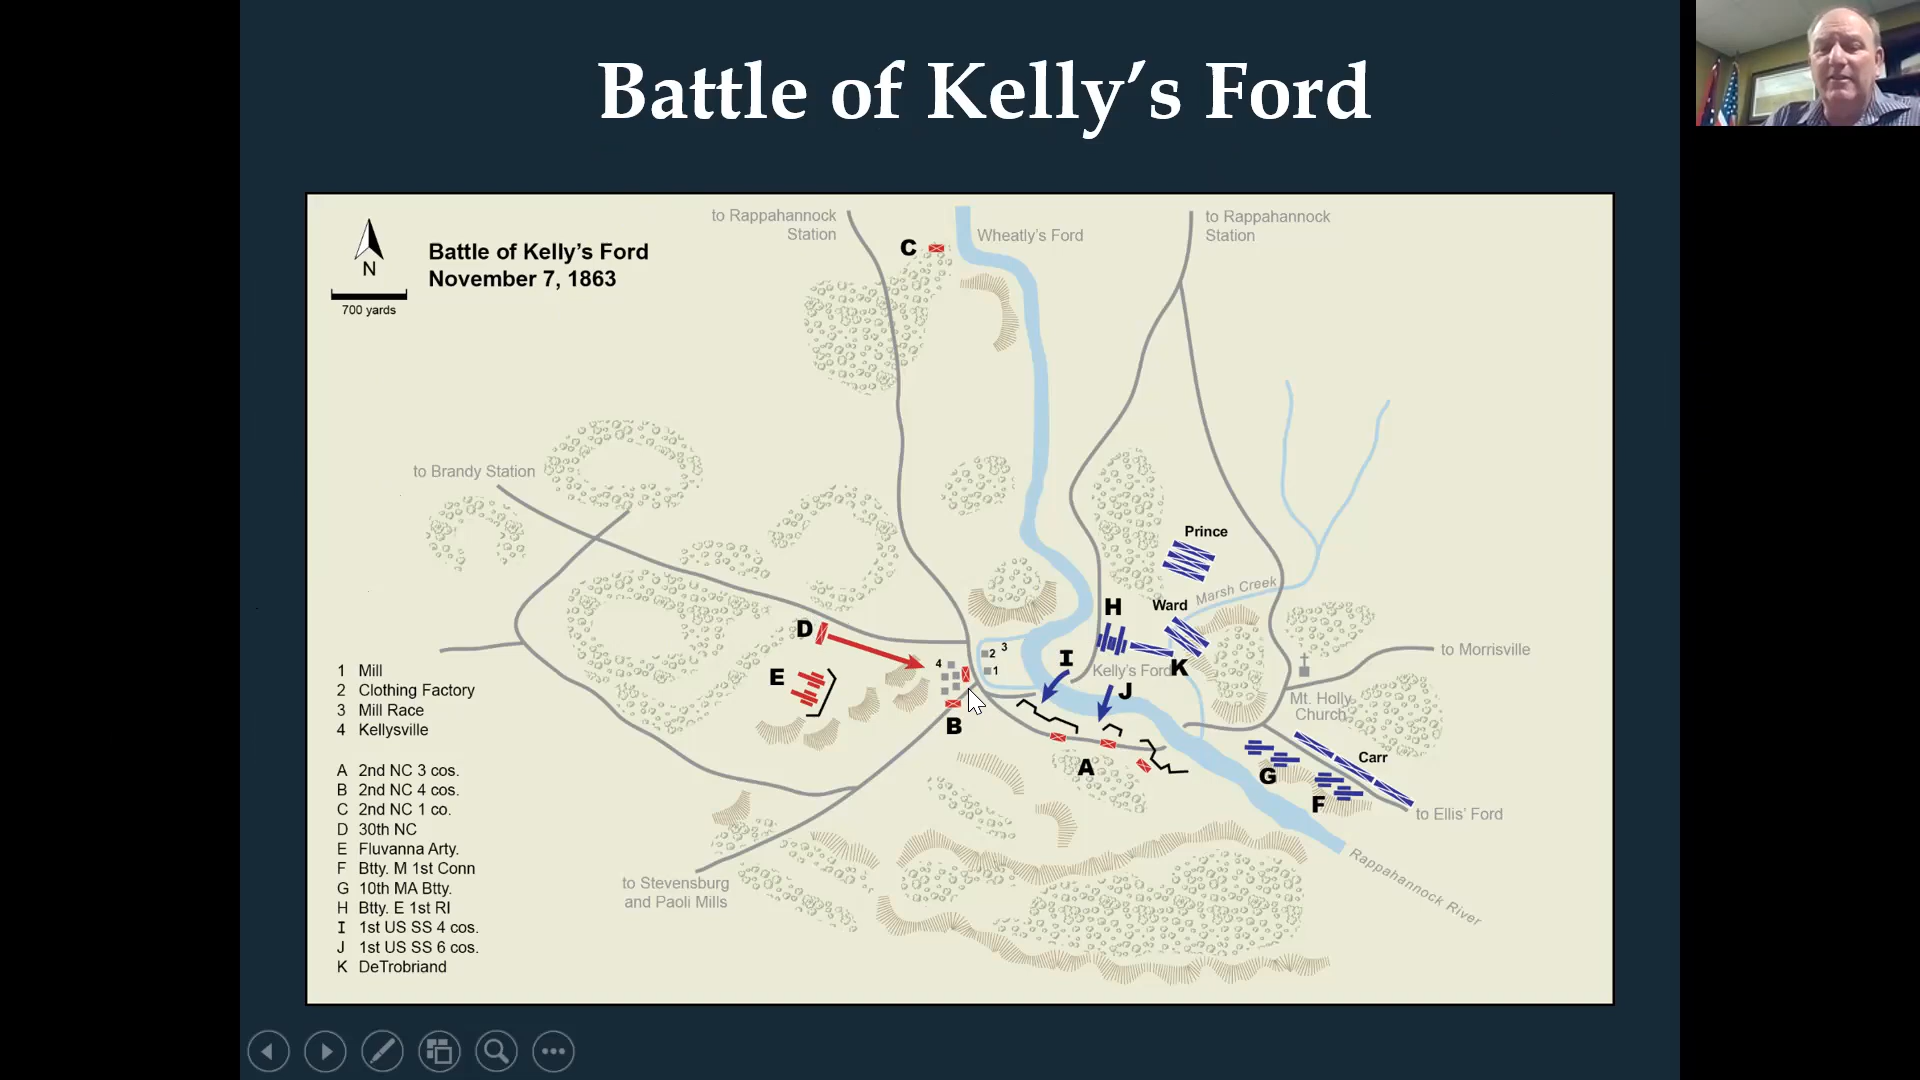 Battle of Kelly's Ford
N
700 yards
Battle of Kelly's Ford
November 7, 1863
to Rappahannock
Station
C
Wheatly's Ford
to Rappahannock
Station
to Brandy Station
Prince
Marsh Creek
H
Ward
D
E
4
2
3
1
B
I
Kelly's Ford
K
J
A
to Morrisville
Mt. Holly
Church
G
F
Carr
to Ellis' Ford
Rappahannock River
to Stevensburg
and Paoli Mills
1 Mill
2 Clothing Factory
3 Mill Race
4 Kellysville
A 2nd NC 3 cos.
B 2nd NC 4 cos.
C 2nd NC 1 co.
D 30th NC
E Fluvanna Arty.
F Btty. M 1st Conn
G 10th MA Btty.
H Btty. E 1st RI
I 1st US SS 4 cos.
J 1st US SS 6 cos.
K DeTrobriand